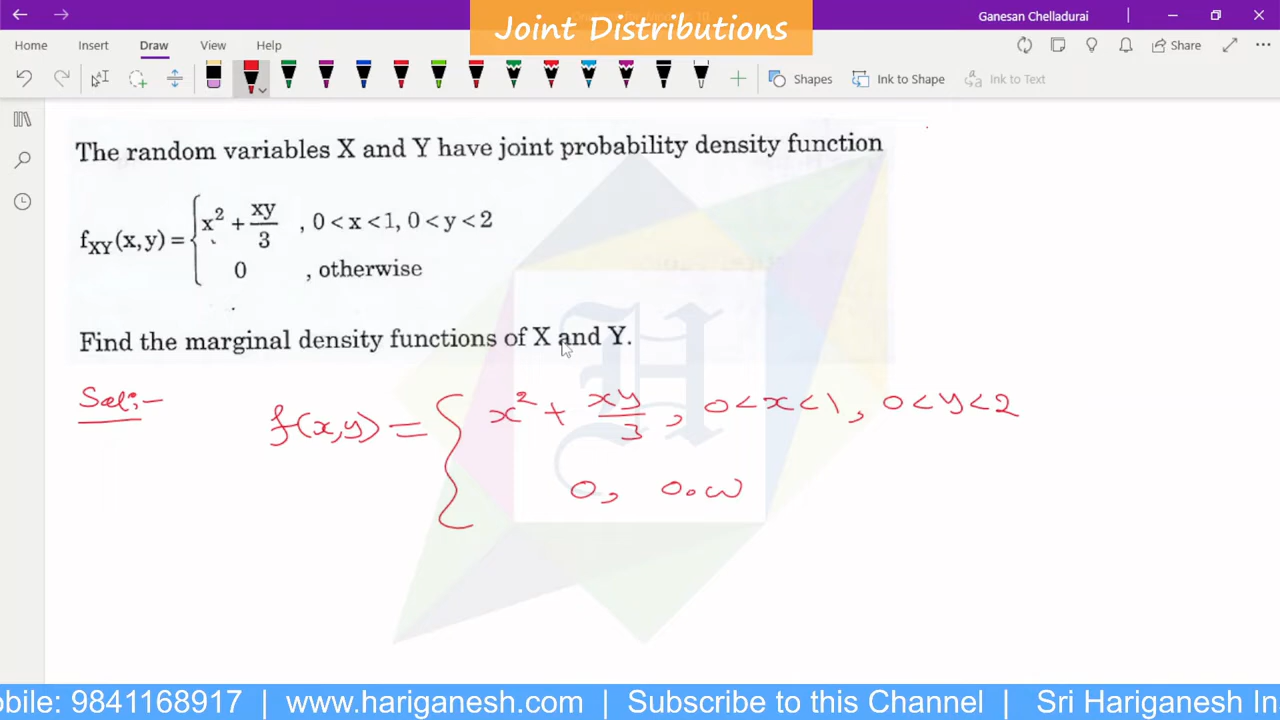 Joint Distributions
Ganesan Chelladurai
Home Insert Draw View Help
Share
Shapes Ink to Shape Ink to Text
The random variables X and Y have joint probability density function
f_XY(x,y) = { x² + xy/3 , 0 < x < 1, 0 < y < 2
0 , otherwise
Find the marginal density functions of X and Y.
Sol:-
f(x,y) = { x² + xy/3 , 0 < x < 1, 0 < y < 2
0, 0.w
obile: 9841168917 | www.hariganesh.com | Subscribe to this Channel | Sri Hariganesh In